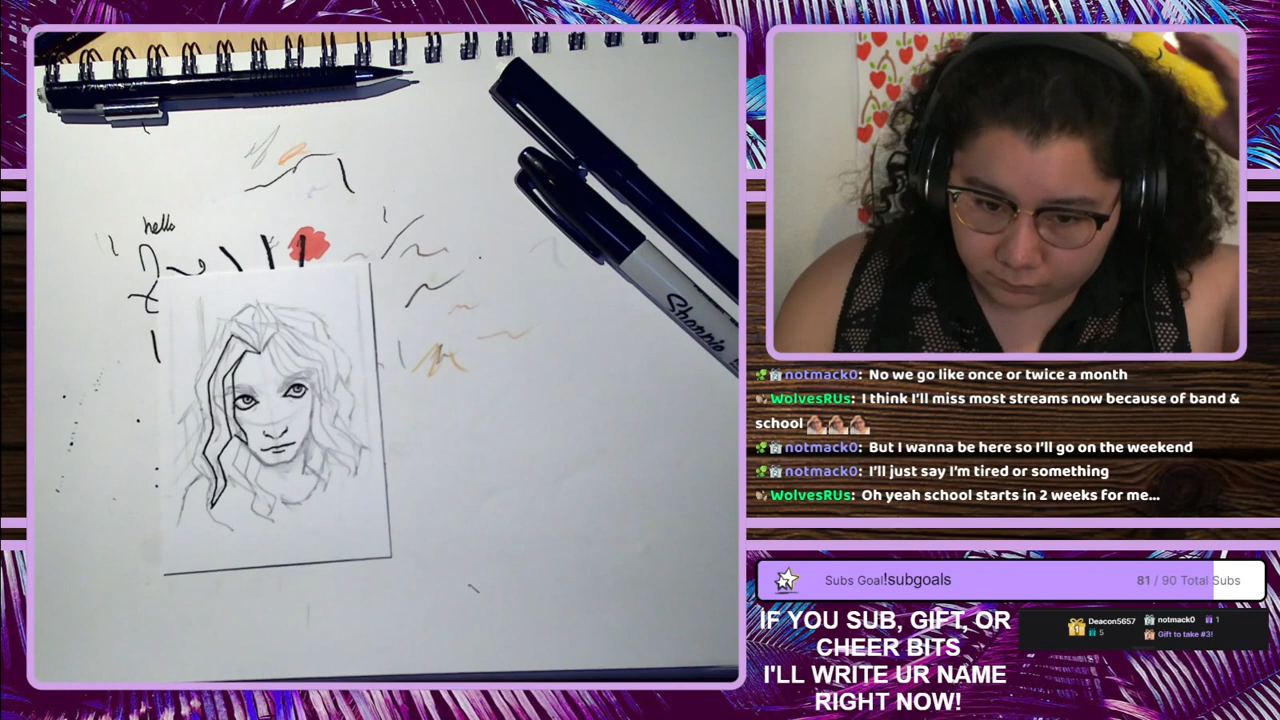 hello
Sharpie
notmack0: No we go like once or twice a month
WolvesRUs: I think I'll miss most streams now because of band &
school
notmack0: But I wanna be here so I'll go on the weekend
notmack0: I'll just say I'm tired or something
WolvesRUs: Oh yeah school starts in 2 weeks for me...
Subs Goal!subgoals 81 / 90 Total Subs
IF YOU SUB, GIFT, OR
CHEER BITS
I'LL WRITE UR NAME
RIGHT NOW!
1 Deacon5657
5
notmack0 1
Gift to take #3!